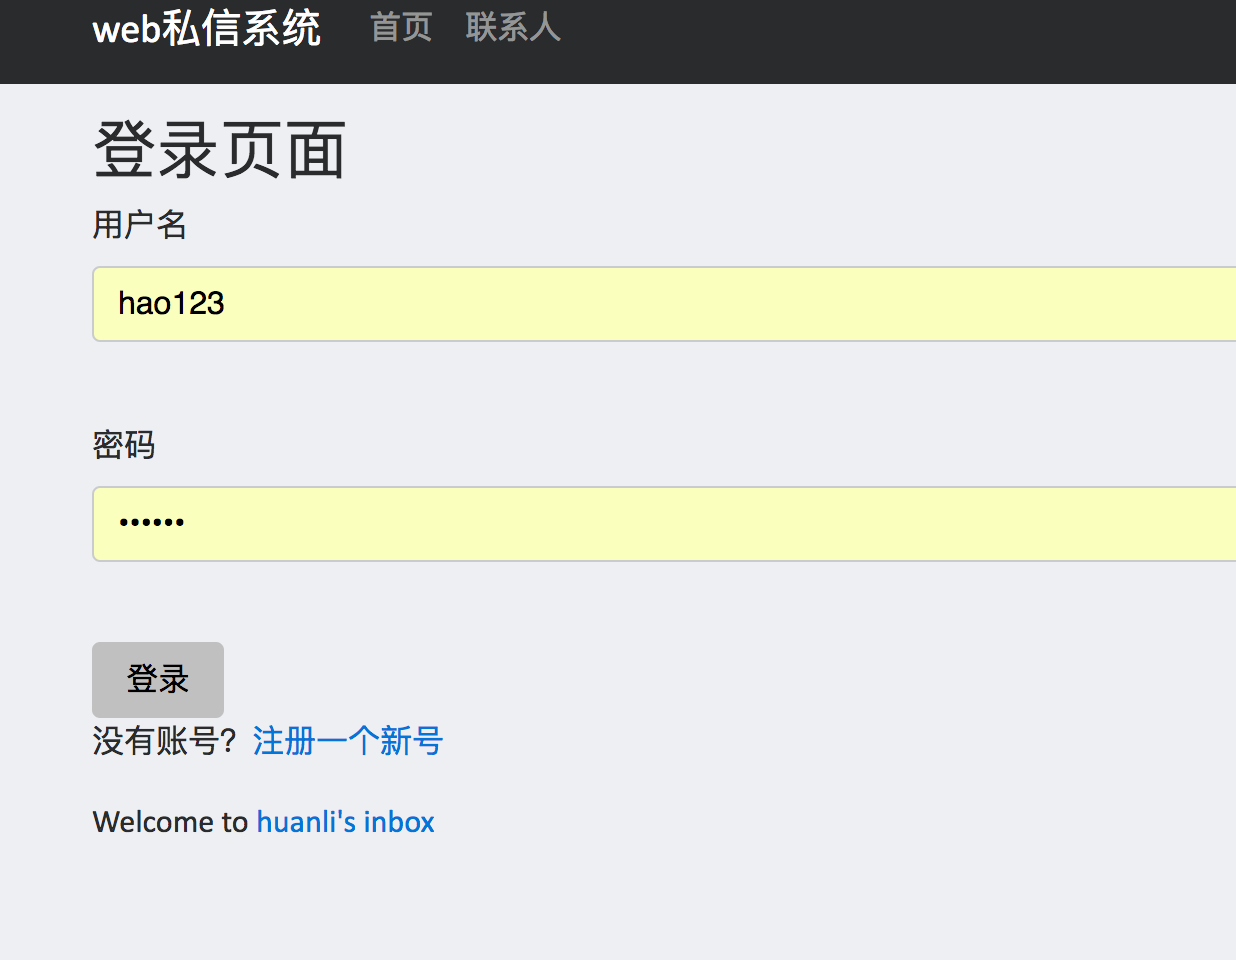 web私信系统 首页 联系人
登录页面
用户名
hao123
密码
••••••
登录
没有账号? 注册一个新号
Welcome to huanli's inbox